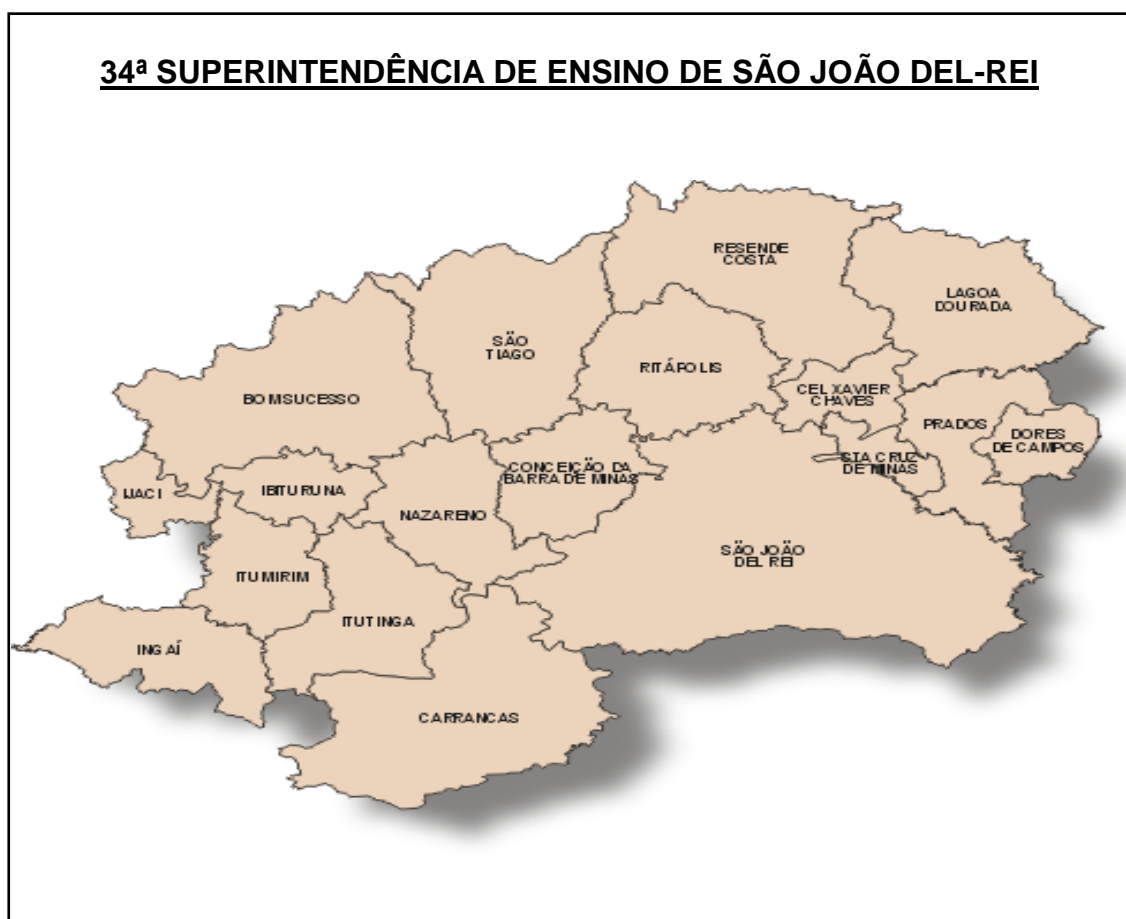 34ª SUPERINTENDÊNCIA DE ENSINO DE SÃO JOÃO DEL-REI
RESENDE
COSTA
LAGOA
DOURADA
SÃO
TIAGO
RITÁPOLIS
CEL XAVIER
CHAVES
BOM SUCESSO
PRADOS
DORES
DE CAMPOS
STA CRUZ
DE MINAS
CONCEIÇÃO DA
BARRA DE MINAS
IJACI
IBITURUNA
NAZARENO
SÃO JOÃO
DEL REI
ITUMIRIM
ITUTINGA
INGAÍ
CARRANCAS